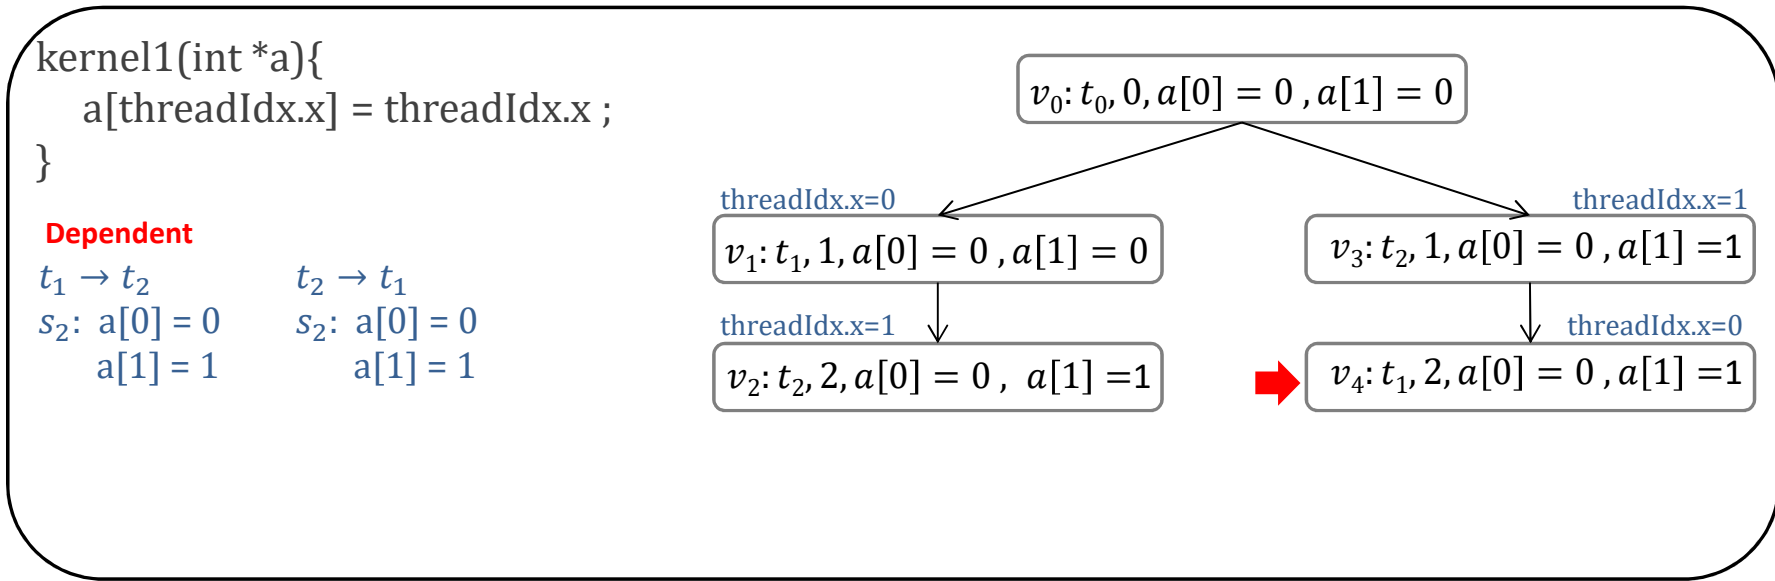 kernel1(int *a){
a[threadIdx.x] = threadIdx.x ;
}
Dependent
t₁ → t₂
s₂: a[0] = 0
a[1] = 1
t₂ → t₁
s₂: a[0] = 0
a[1] = 1
v₀: t₀, 0, a[0] = 0 , a[1] = 0
threadIdx.x=0
v₁: t₁, 1, a[0] = 0 , a[1] = 0
threadIdx.x=1
v₂: t₂, 2, a[0] = 0 , a[1] =1
threadIdx.x=1
v₃: t₂, 1, a[0] = 0 , a[1] =1
threadIdx.x=0
v₄: t₁, 2, a[0] = 0 , a[1] =1